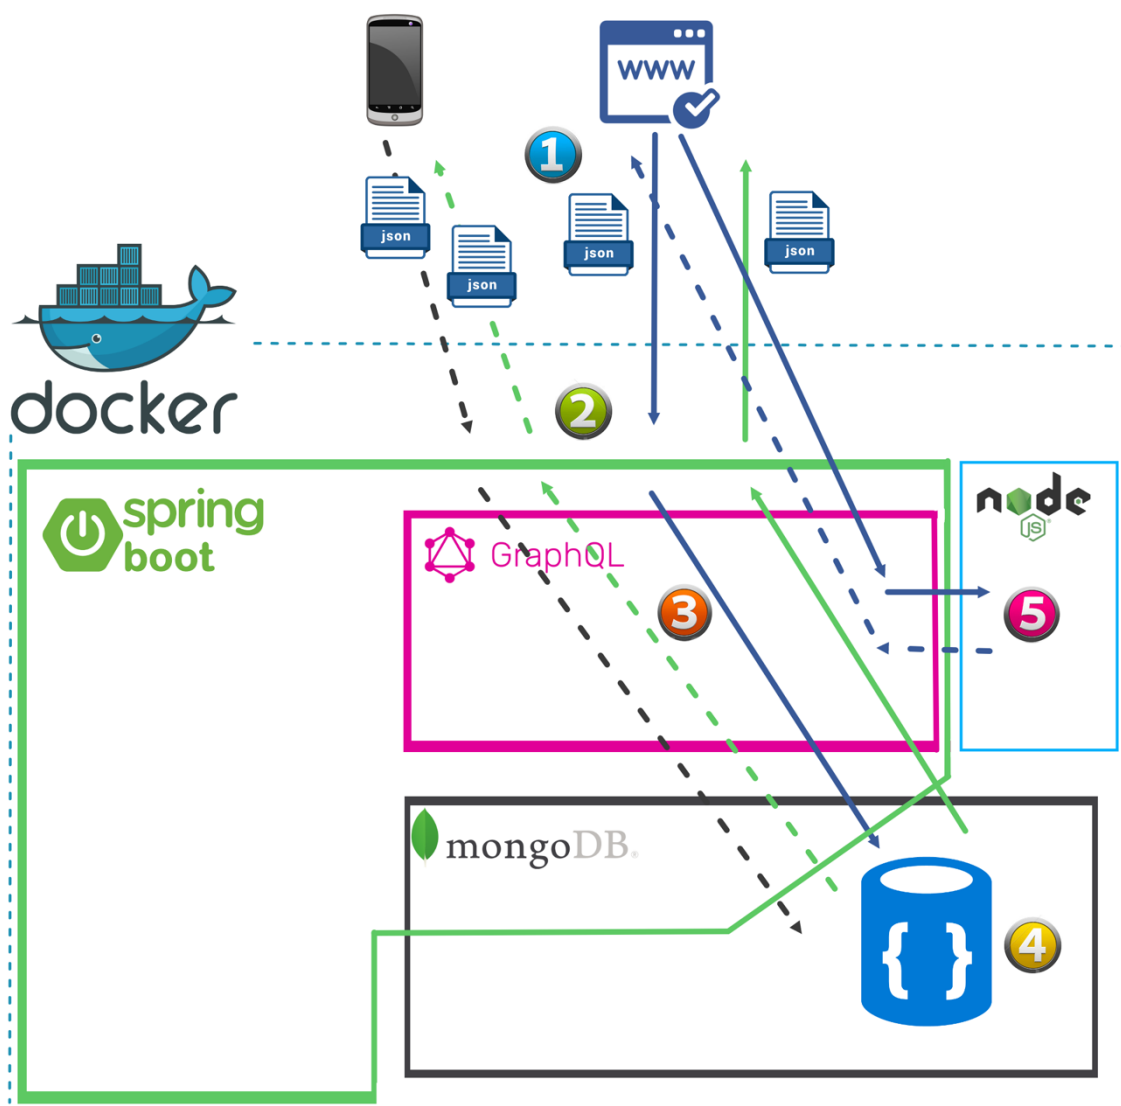 www
1
json
json
json
json
docker
2
spring
boot
node
JS
GraphQL
3
5
mongoDB
{ }
4